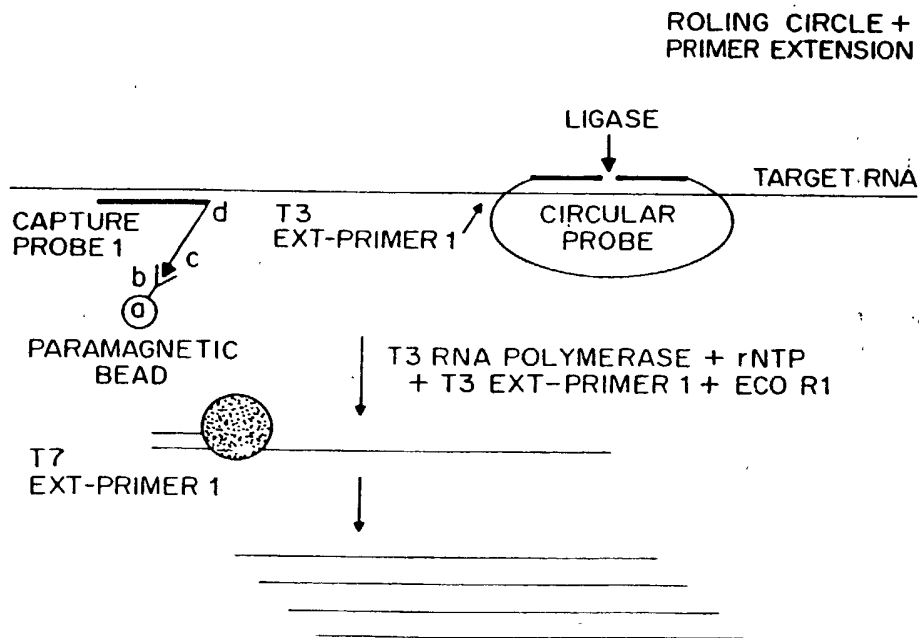 ROLING CIRCLE +
PRIMER EXTENSION
LIGASE
TARGET RNA
CAPTURE
PROBE 1
d
T3
EXT-PRIMER 1
CIRCULAR
PROBE
b
c
a
PARAMAGNETIC
BEAD
T3 RNA POLYMERASE + rNTP
+ T3 EXT-PRIMER 1 + ECO R1
T7
EXT-PRIMER 1